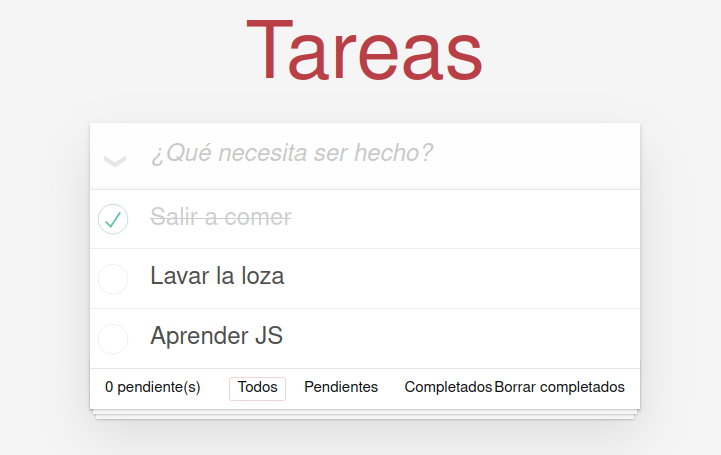 Tareas
¿Qué necesita ser hecho?
Salir a comer
Lavar la loza
Aprender JS
0 pendiente(s) Todos Pendientes Completados Borrar completados